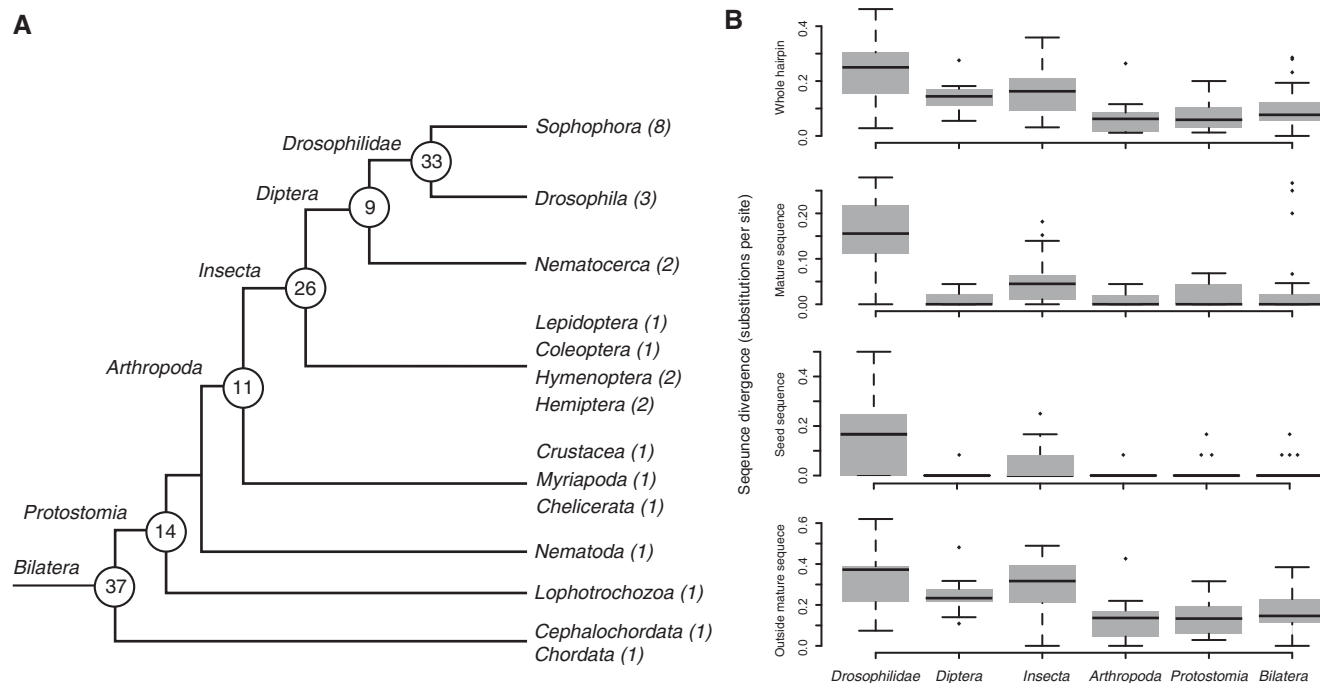 A
Sophophora (8)
Drosophilidae
33
Drosophila (3)
Diptera
9
Nematocerca (2)
Insecta
26
Lepidoptera (1)
Coleoptera (1)
Hymenoptera (2)
Hemiptera (2)
Arthropoda
11
Crustacea (1)
Myriapoda (1)
Chelicerata (1)
Protostomia
14
Nematoda (1)
Bilatera
37
Lophotrochozoa (1)
Cephalochordata (1)
Chordata (1)
B
Seqeunce divergence (substitutions per site)
Whole hairpin
0.4
0.2
0.0
Mature sequence
0.20
0.10
0.00
Seed sequence
0.4
0.2
0.0
Outside mature sequece
0.6
0.4
0.2
0.0
Drosophilidae Diptera Insecta Arthropoda Protostomia Bilatera